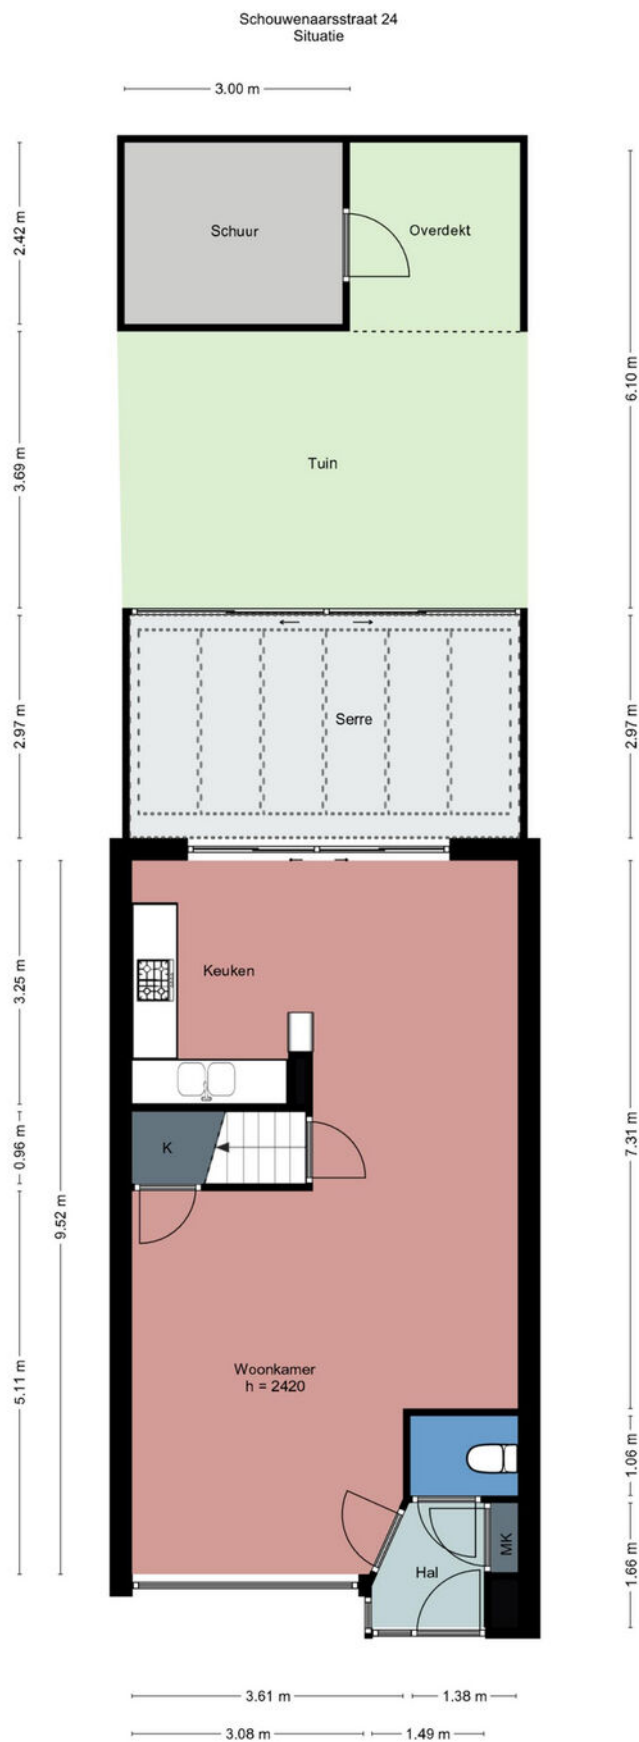 Schouwenaarsstraat 24
Situatie
3.00 m
2.42 m
Schuur
Overdekt
6.10 m
3.69 m
Tuin
2.97 m
Serre
2.97 m
3.25 m
Keuken
0.96 m
K
7.31 m
9.52 m
5.11 m
Woonkamer
h = 2420
1.06 m
MK
Hal
1.66 m
3.61 m
1.38 m
3.08 m
1.49 m